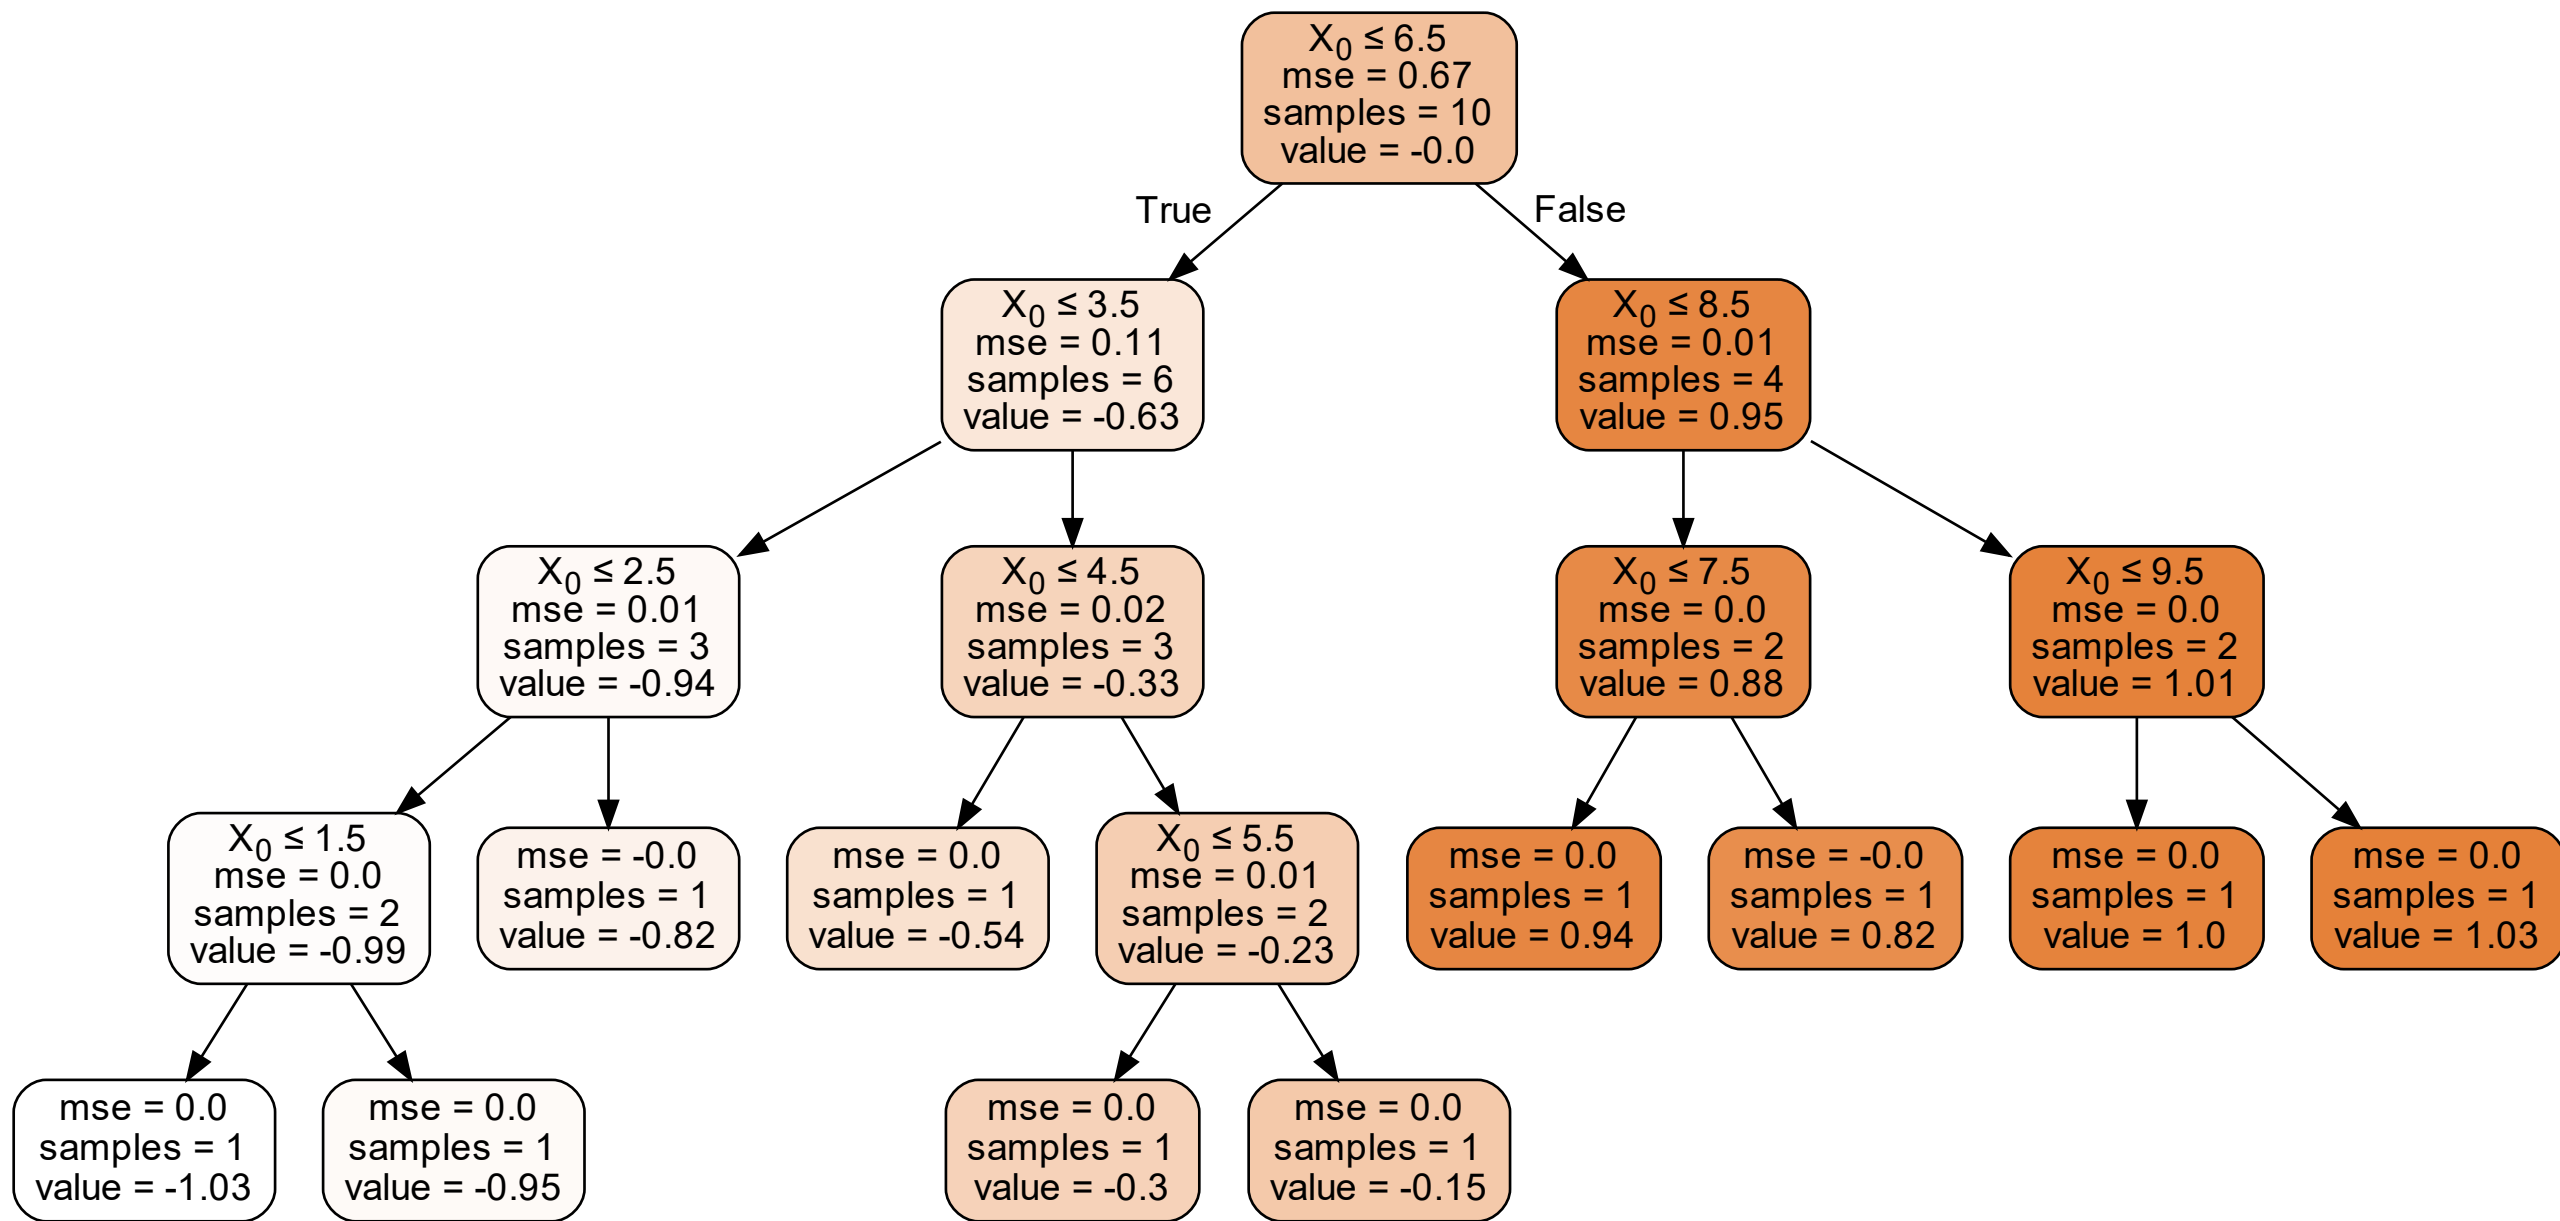 X₀ ≤ 6.5
mse = 0.67
samples = 10
value = -0.0
True
False
X₀ ≤ 3.5
mse = 0.11
samples = 6
value = -0.63
X₀ ≤ 8.5
mse = 0.01
samples = 4
value = 0.95
X₀ ≤ 2.5
mse = 0.01
samples = 3
value = -0.94
X₀ ≤ 4.5
mse = 0.02
samples = 3
value = -0.33
X₀ ≤ 7.5
mse = 0.0
samples = 2
value = 0.88
X₀ ≤ 9.5
mse = 0.0
samples = 2
value = 1.01
X₀ ≤ 1.5
mse = 0.0
samples = 2
value = -0.99
mse = -0.0
samples = 1
value = -0.82
mse = 0.0
samples = 1
value = -0.54
X₀ ≤ 5.5
mse = 0.01
samples = 2
value = -0.23
mse = 0.0
samples = 1
value = 0.94
mse = -0.0
samples = 1
value = 0.82
mse = 0.0
samples = 1
value = 1.0
mse = 0.0
samples = 1
value = 1.03
mse = 0.0
samples = 1
value = -1.03
mse = 0.0
samples = 1
value = -0.95
mse = 0.0
samples = 1
value = -0.3
mse = 0.0
samples = 1
value = -0.15